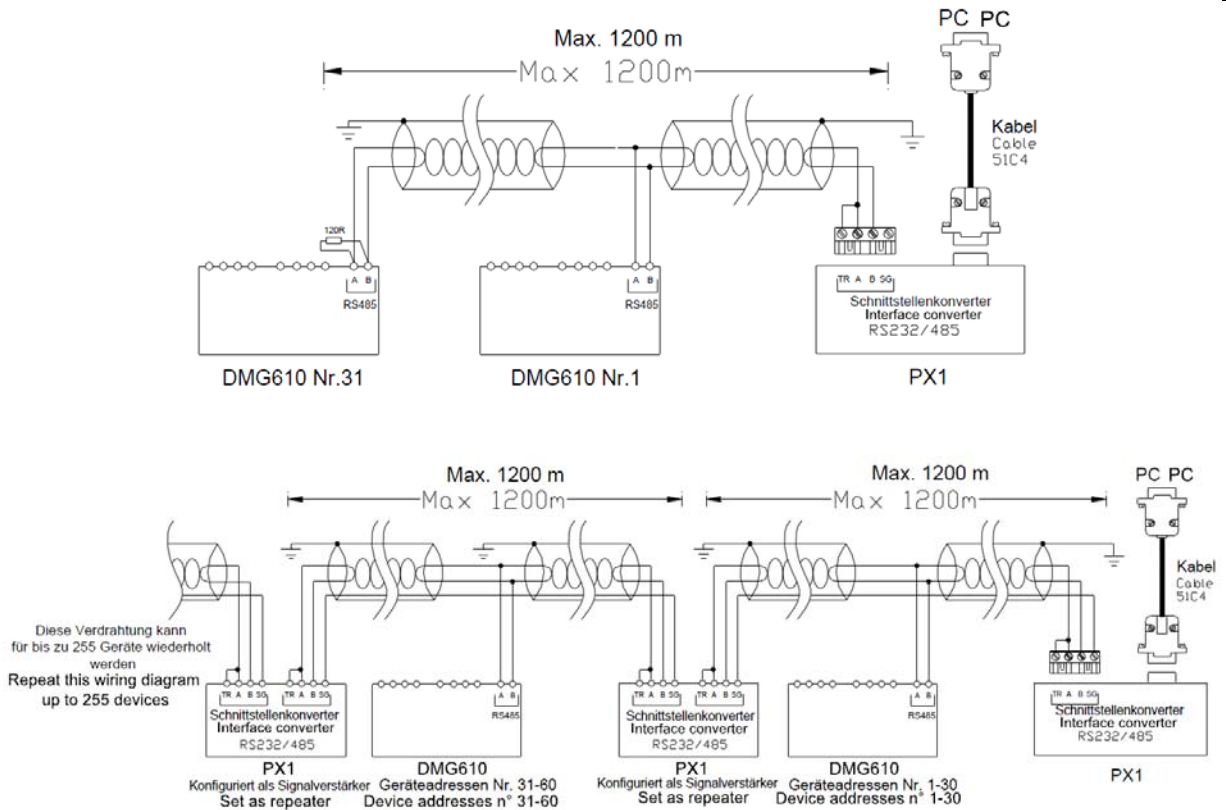 PC PC
Max. 1200 m
Max 1200m
Kabel
Cable
51C4
120R
A B
RS485
A B
RS485
TR A B SG
Schnittstellenkonverter
Interface converter
RS232/485
DMG610 Nr.31
DMG610 Nr.1
PX1
Max. 1200 m
Max 1200m
Max. 1200 m
Max 1200m
PC PC
Kabel
Cable
51C4
Diese Verdrahtung kann
für bis zu 255 Geräte wiederholt
werden
Repeat this wiring diagram
up to 255 devices
TR A B SG
TR A B SG
Schnittstellenkonverter
Interface converter
RS232/485
PX1
Konfiguriert als Signalverstärker
Set as repeater
A B
RS485
DMG610
Geräteadressen Nr. 31-60
Device addresses n° 31-60
TR A B SG
TR A B SG
Schnittstellenkonverter
Interface converter
RS232/485
PX1
Konfiguriert als Signalverstärker
Set as repeater
A B
RS485
DMG610
Geräteadressen Nr. 1-30
Device addresses n° 1-30
TR A B SG
Schnittstellenkonverter
Interface converter
RS232/485
PX1